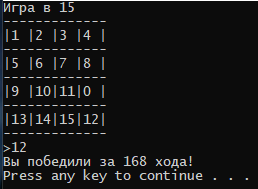 Игра в 15
-------------
|1 |2 |3 |4 |
-------------
|5 |6 |7 |8 |
-------------
|9 |10|11|0 |
-------------
|13|14|15|12|
-------------
>12
Вы победили за 168 хода!
Press any key to continue . . .